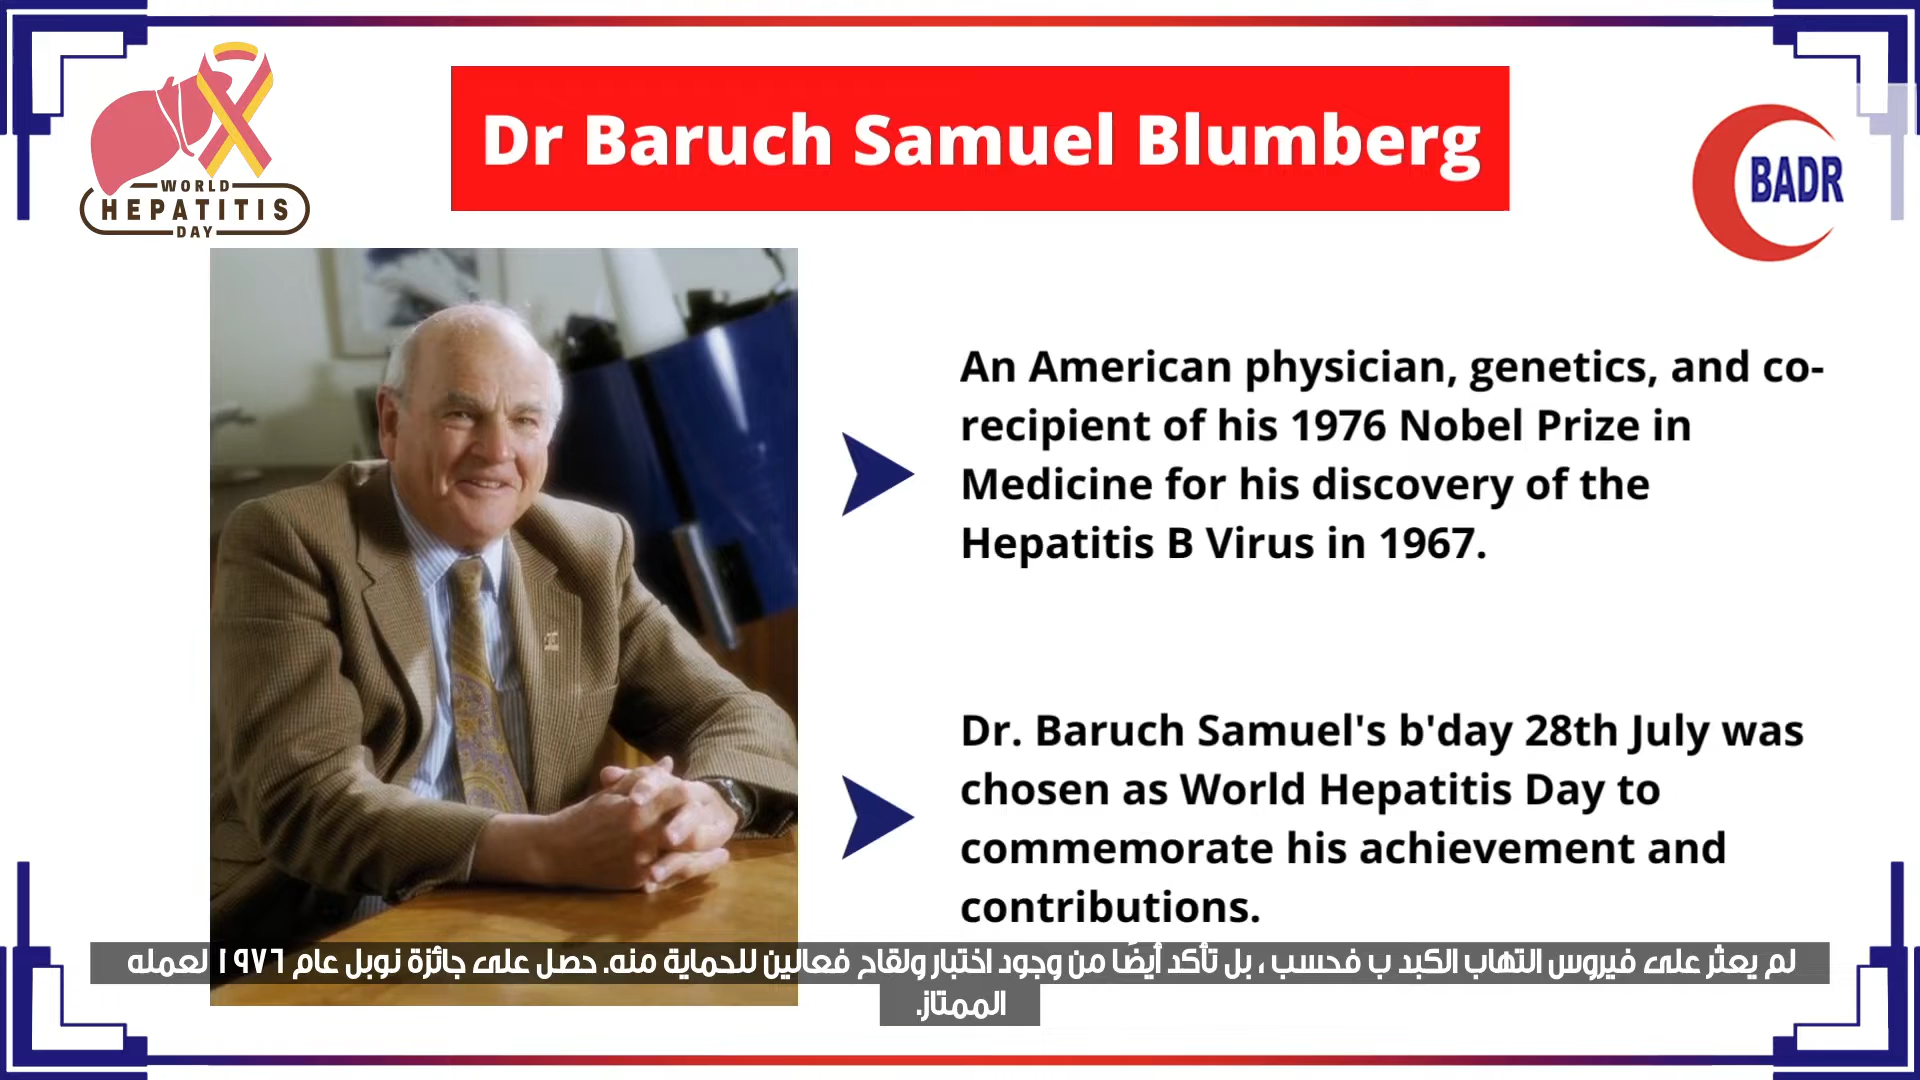 WORLD
HEPATITIS
DAY
Dr Baruch Samuel Blumberg
BADR
An American physician, genetics, and co-
recipient of his 1976 Nobel Prize in
Medicine for his discovery of the
Hepatitis B Virus in 1967.
Dr. Baruch Samuel's b'day 28th July was
chosen as World Hepatitis Day to
commemorate his achievement and
contributions.
لم يعثر على فيروس التهاب الكبد ب فحسب ، بل تأكد أيضًا من وجود اختبار ولقاح فعالين للحماية منه. حصل على جائزة نوبل عام ١٩٧٦ لعمله
الممتاز.